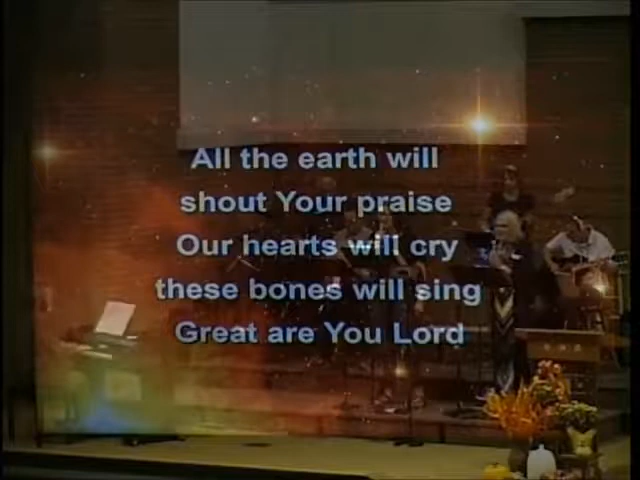 All the earth will
shout Your praise
Our hearts will cry
these bones will sing
Great are You Lord